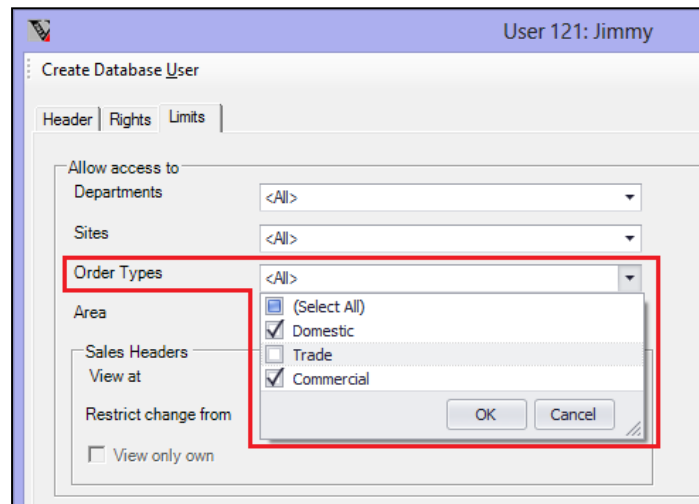 User 121: Jimmy
Create Database User
Header Rights Limits
Allow access to
Departments <All>
Sites <All>
Order Types <All>
(Select All)
Area
Domestic
Trade
Sales Headers
View at
Commercial
Restrict change from
OK Cancel
View only own